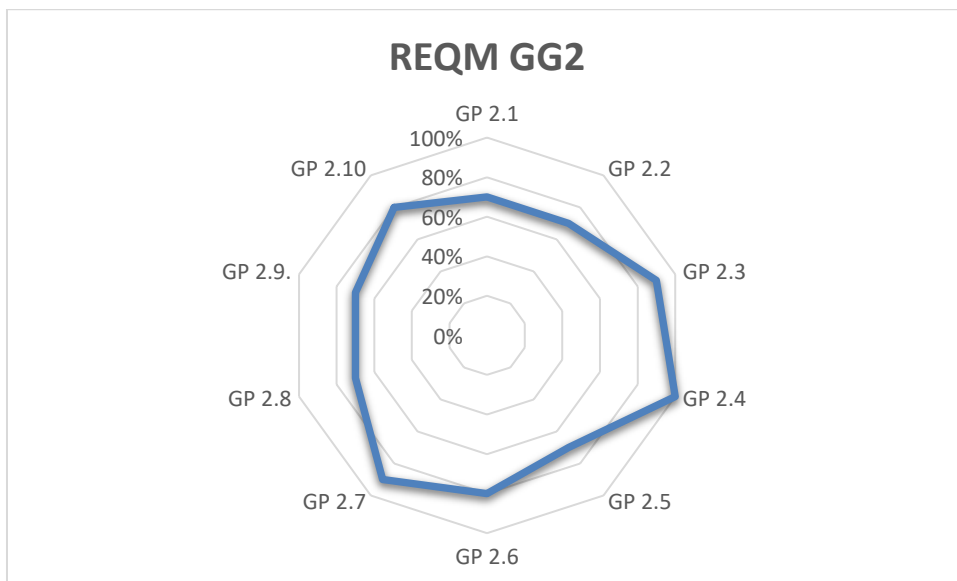 REQM GG2
GP 2.1
100%
GP 2.10
80%
GP 2.2
60%
GP 2.9.
40%
GP 2.3
20%
0%
GP 2.8
GP 2.4
GP 2.7
GP 2.5
GP 2.6